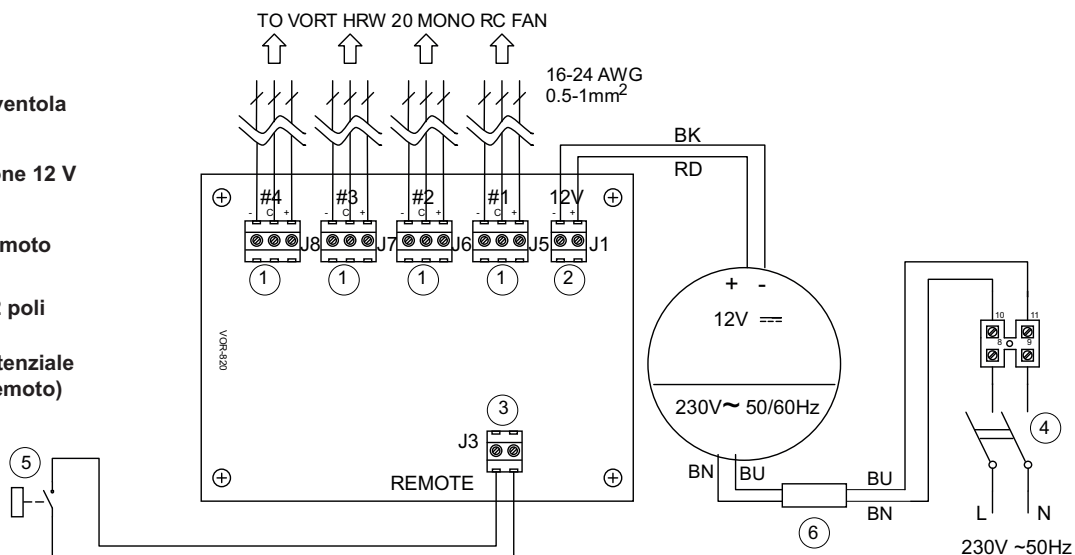 TO VORT HRW 20 MONO RC FAN
16-24 AWG
0.5-1mm²
ventola
one 12 V
moto
poli
tenziale
emoto)
BK
RD
#4 #3 #2 #1 12V
- C + - C + - C + - C + - +
J8 J7 J6 J5 J1
1 1 1 1 2
+ -
12V
230V~ 50/60Hz
VOR-820
10 11
8 9
3
J3
REMOTE
4
5
BN BU
BU
BN
6
L N
230V ~50Hz